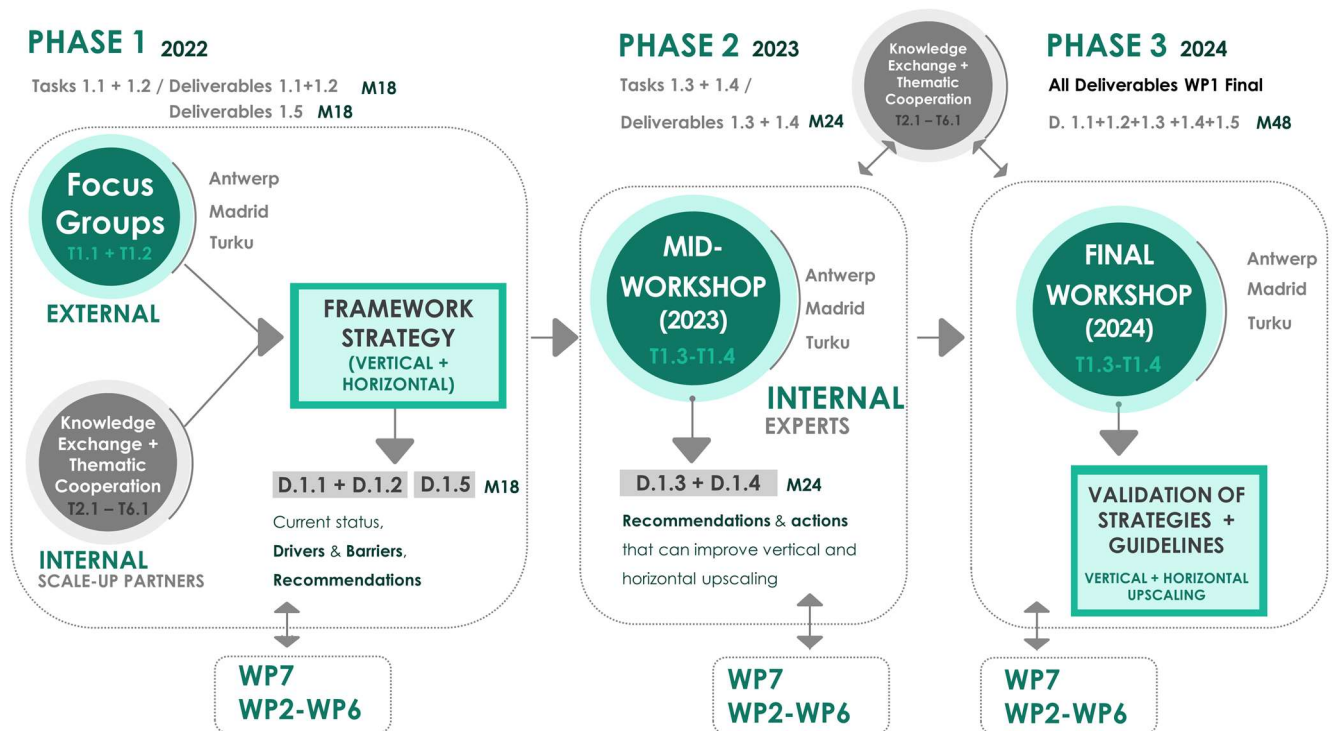 PHASE 1 2022
Tasks 1.1 + 1.2 / Deliverables 1.1+1.2 M18
Deliverables 1.5 M18
Focus
Groups
T1.1 + T1.2
EXTERNAL
Antwerp
Madrid
Turku
Knowledge
Exchange +
Thematic
Cooperation
T2.1 – T6.1
INTERNAL
SCALE-UP PARTNERS
FRAMEWORK
STRATEGY
(VERTICAL +
HORIZONTAL)
D.1.1 + D.1.2 D.1.5 M18
Current status,
Drivers & Barriers,
Recommendations
WP7
WP2-WP6
PHASE 2 2023
Tasks 1.3 + 1.4 /
Deliverables 1.3 + 1.4 M24
Knowledge
Exchange +
Thematic
Cooperation
T2.1 – T6.1
MID-
WORKSHOP
(2023)
T1.3-T1.4
Antwerp
Madrid
Turku
INTERNAL
EXPERTS
D.1.3 + D.1.4 M24
Recommendations & actions
that can improve vertical and
horizontal upscaling
WP7
WP2-WP6
PHASE 3 2024
All Deliverables WP1 Final
D. 1.1+1.2+1.3 +1.4+1.5 M48
FINAL
WORKSHOP
(2024)
T1.3-T1.4
Antwerp
Madrid
Turku
VALIDATION OF
STRATEGIES +
GUIDELINES
VERTICAL + HORIZONTAL
UPSCALING
WP7
WP2-WP6